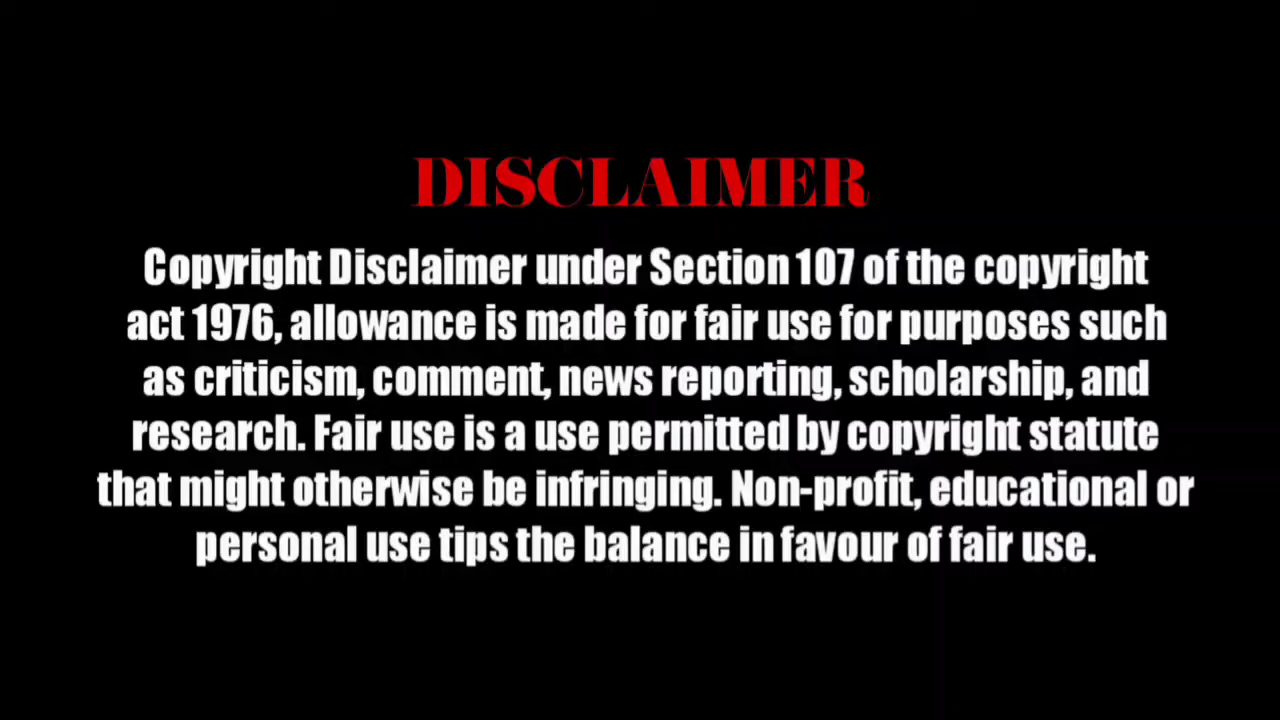 DISCLAIMER
Copyright Disclaimer under Section 107 of the copyright
act 1976, allowance is made for fair use for purposes such
as criticism, comment, news reporting, scholarship, and
research. Fair use is a use permitted by copyright statute
that might otherwise be infringing. Non-profit, educational or
personal use tips the balance in favour of fair use.